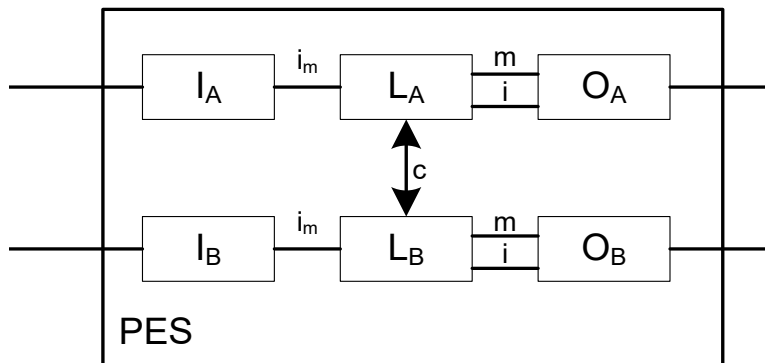 I_A i_m L_A m i O_A
c
I_B i_m L_B m i O_B
PES